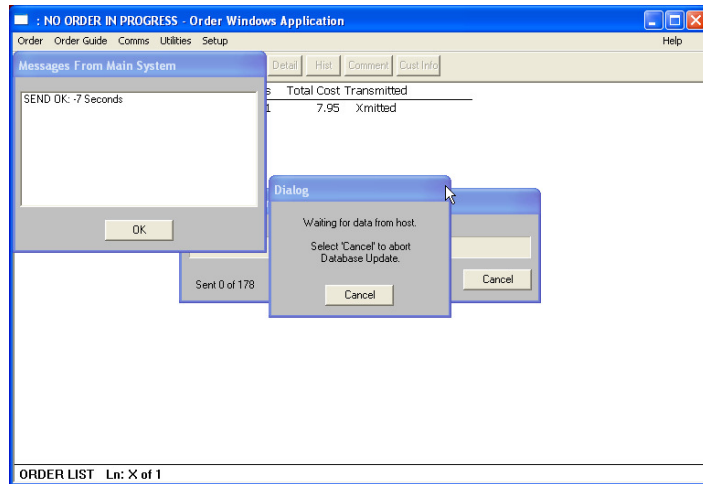 : NO ORDER IN PROGRESS - Order Windows Application
Order Order Guide Comms Utilities Setup Help
Messages From Main System
Detail Hist Comment Cust Info
SEND OK: -7 Seconds
OK
s Total Cost Transmitted
1 7.95 Xmitted
Dialog
Waiting for data from host.
Select 'Cancel' to abort
Database Update.
Cancel
Sent 0 of 178
Cancel
ORDER LIST Ln: X of 1